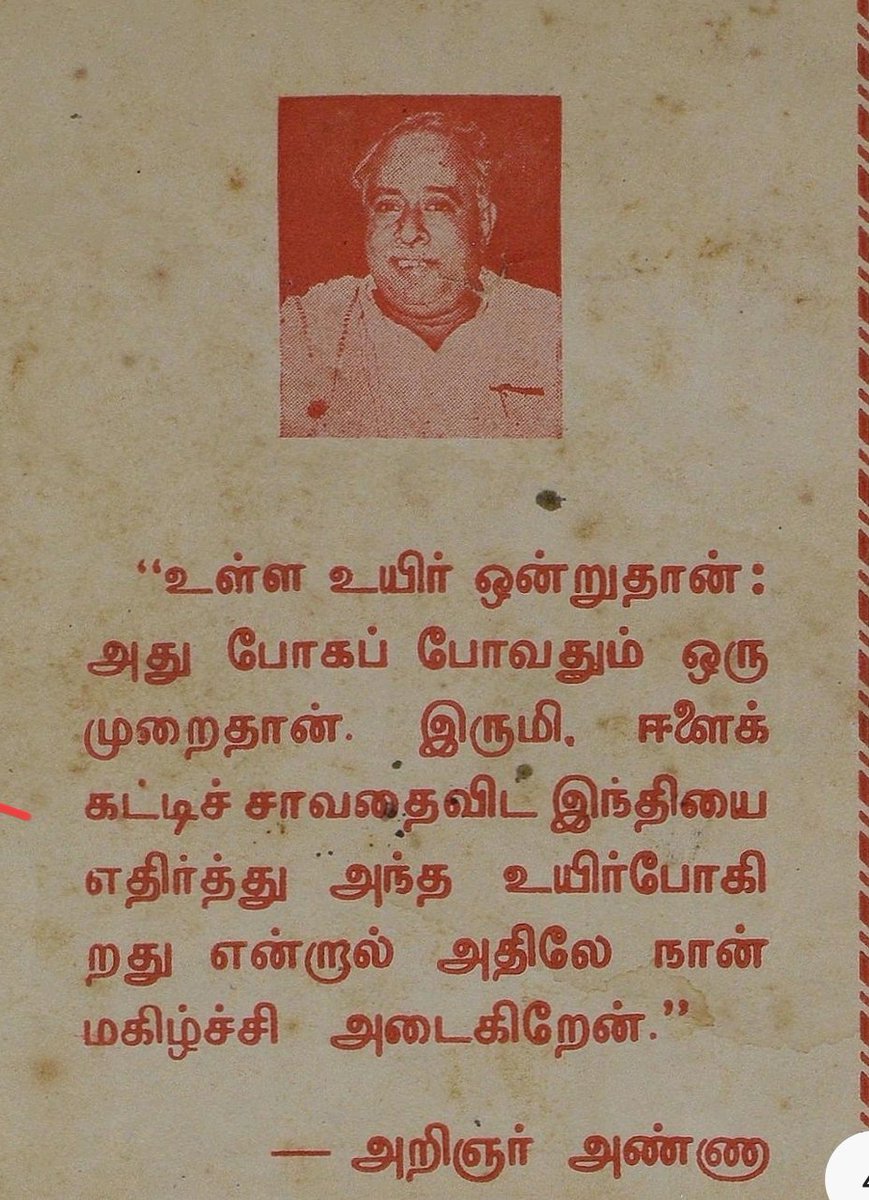 “உள்ள உயிர் ஒன்றுதான்:
அது போகப் போவதும் ஒரு
முறைதான். இருமி, ஈளைக்
கட்டிச் சாவதைவிட இந்தியை
எதிர்த்து அந்த உயிர்போகி
றது என்றால் அதிலே நான்
மகிழ்ச்சி அடைகிறேன்.”
— அறிஞர் அண்ணா